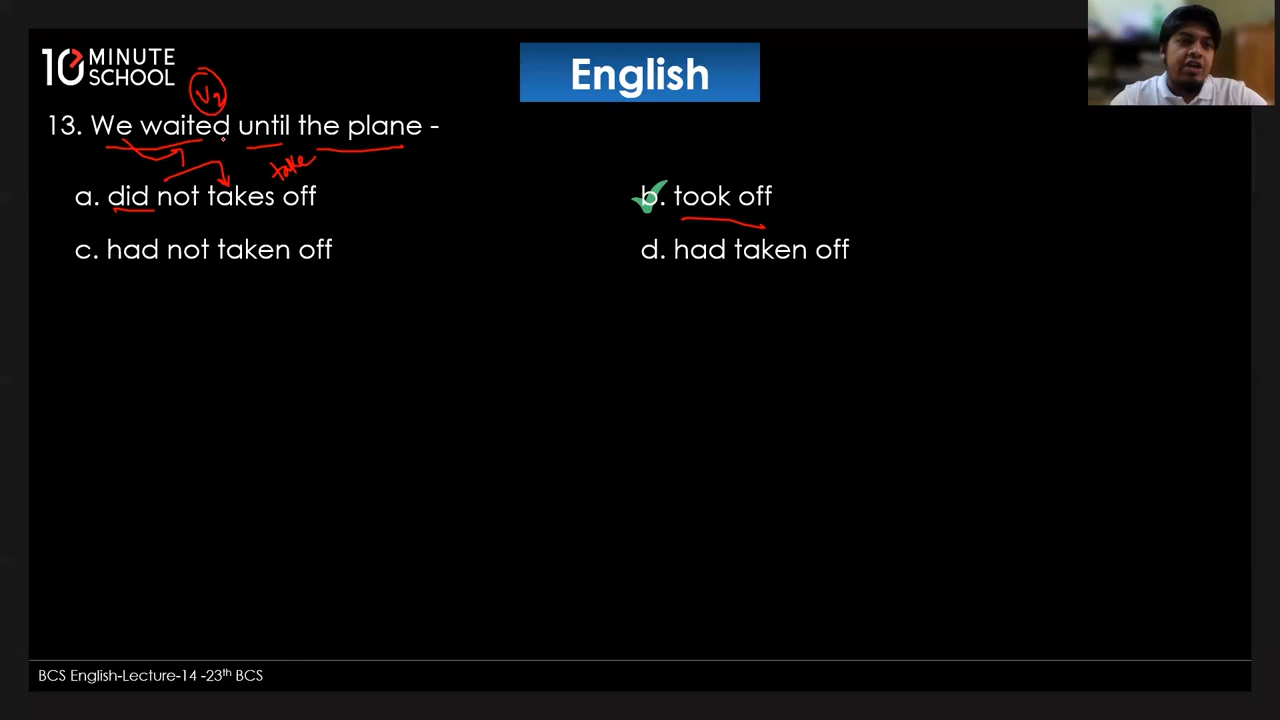 10 MINUTE SCHOOL
English
V2
13. We waited until the plane -
take
a. did not takes off
b. took off
c. had not taken off
d. had taken off
BCS English-Lecture-14 -23th BCS